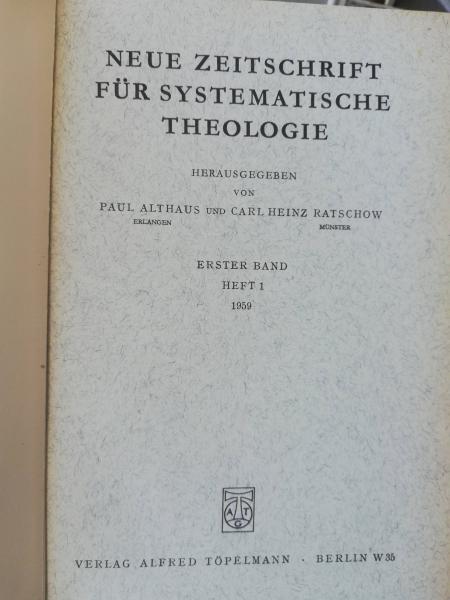 NEUE ZEITSCHRIFT
FÜR SYSTEMATISCHE
THEOLOGIE
HERAUSGEGEBEN
VON
PAUL ALTHAUS UND CARL HEINZ RATSCHOW
ERLANGEN MÜNSTER
ERSTER BAND
HEFT 1
1959
A T
G
VERLAG ALFRED TÖPELMANN · BERLIN W 35